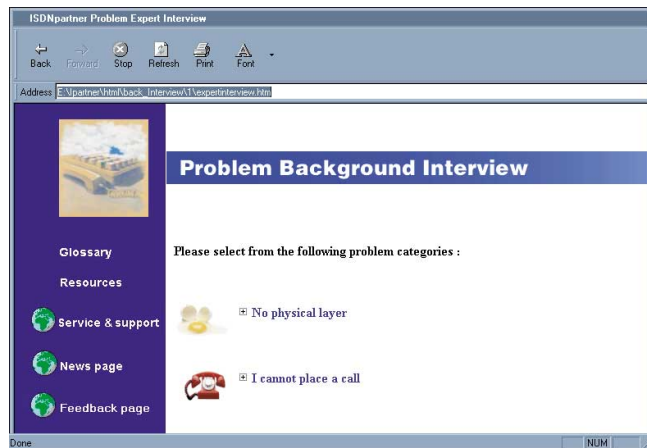 ISDNpartner Problem Expert Interview
Back Forward Stop Refresh Print Font
Address E:\Ipartner\html\back_Interview\1\expertinterview.htm
Problem Background Interview
Glossary
Resources
Service & support
News page
Feedback page
Please select from the following problem categories :
No physical layer
I cannot place a call
Done NUM